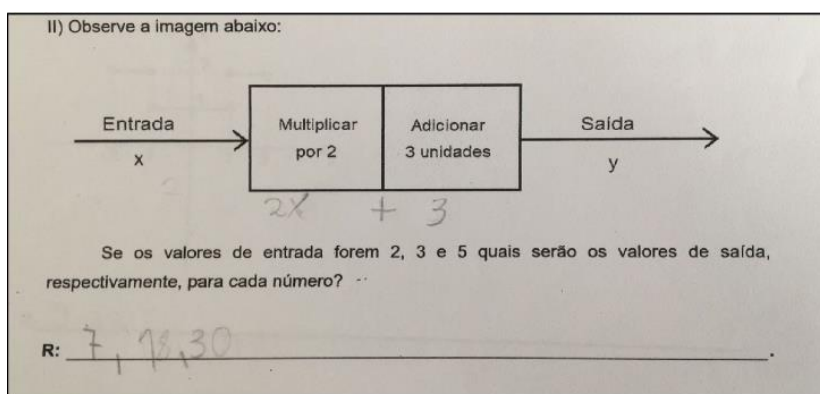 II) Observe a imagem abaixo:
Entrada
x
Multiplicar
por 2
Adicionar
3 unidades
Saída
y
2x + 3
Se os valores de entrada forem 2, 3 e 5 quais serão os valores de saída,
respectivamente, para cada número?
R: 7, 18, 30.